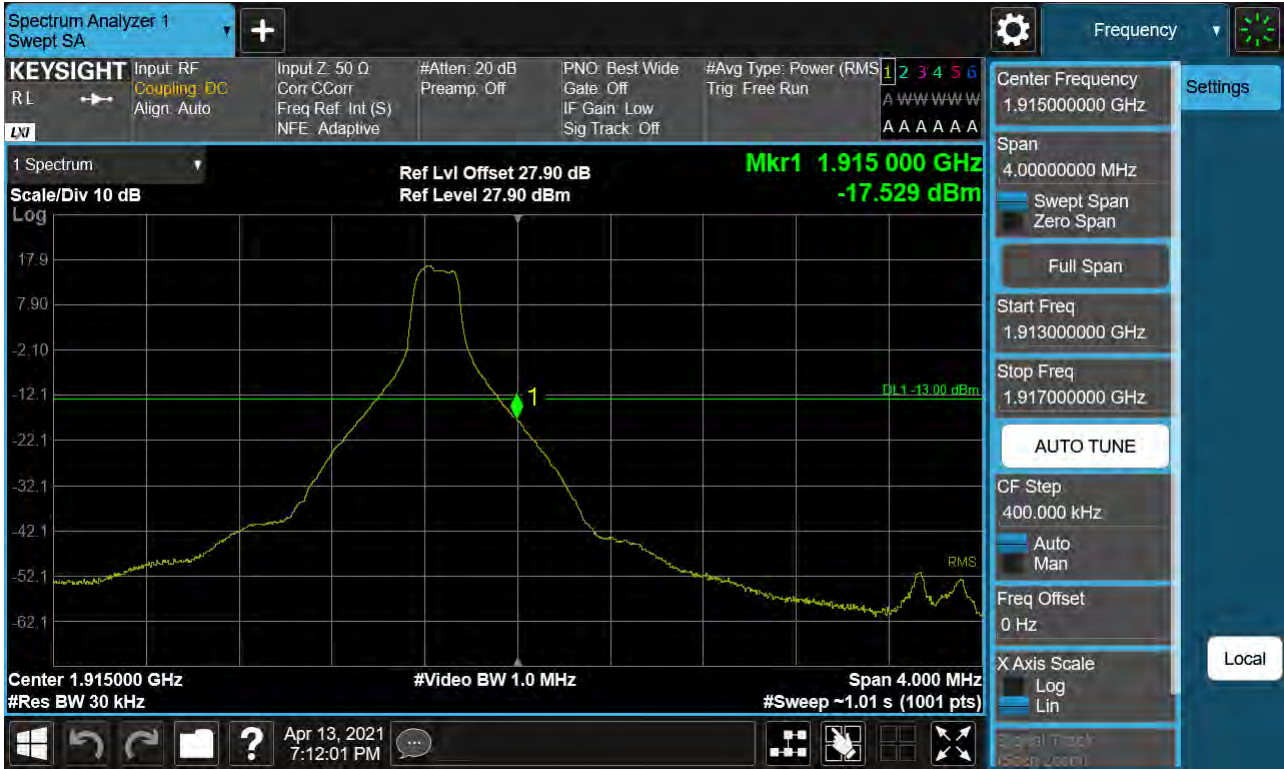 Spectrum Analyzer 1
Swept SA
Frequency
KEYSIGHT
R L
LXI
Input: RF
Coupling: DC
Align: Auto
Input Z: 50 Ω
Corr CCorr
Freq Ref: Int (S)
NFE: Adaptive
#Atten: 20 dB
Preamp: Off
PNO: Best Wide
Gate: Off
IF Gain: Low
Sig Track: Off
#Avg Type: Power (RMS
Trig: Free Run
1 2 3 4 5 6
A W W W W W
A A A A A A
1 Spectrum
Scale/Div 10 dB
Log
Ref Lvl Offset 27.90 dB
Ref Level 27.90 dBm
Mkr1 1.915 000 GHz
-17.529 dBm
17.9
7.90
-2.10
-12.1
-22.1
-32.1
-42.1
-52.1
-62.1
1
DL1 -13.00 dBm
RMS
Center 1.915000 GHz
#Res BW 30 kHz
#Video BW 1.0 MHz
Span 4.000 MHz
#Sweep ~1.01 s (1001 pts)
Center Frequency
1.915000000 GHz
Span
4.00000000 MHz
Swept Span
Zero Span
Full Span
Start Freq
1.913000000 GHz
Stop Freq
1.917000000 GHz
AUTO TUNE
CF Step
400.000 kHz
Auto
Man
Freq Offset
0 Hz
X Axis Scale
Log
Lin
Signal Track
(Span Zoom)
Settings
Local
?
Apr 13, 2021
7:12:01 PM